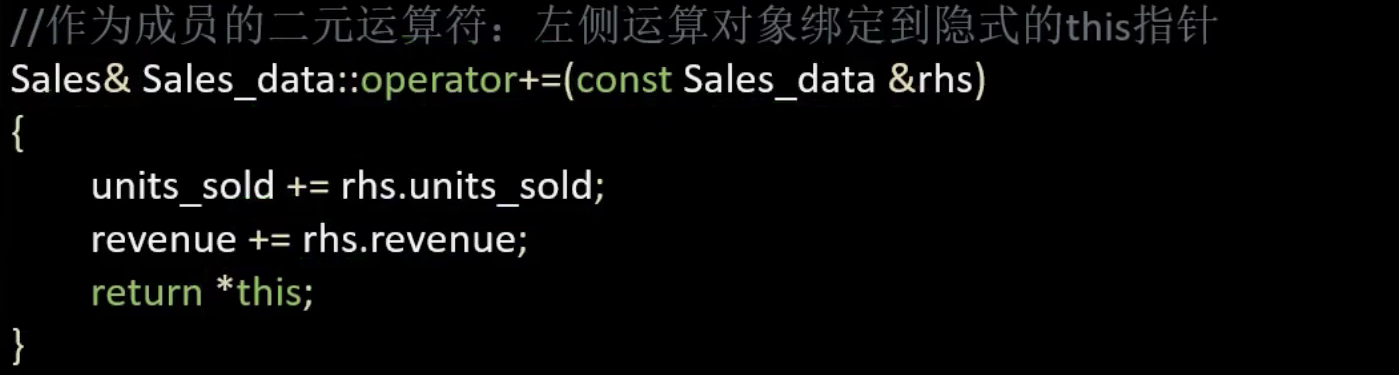 //作为成员的二元运算符：左侧运算对象绑定到隐式的this指针
Sales& Sales_data::operator+=(const Sales_data &rhs)
{
    units_sold += rhs.units_sold;
    revenue += rhs.revenue;
    return *this;
}